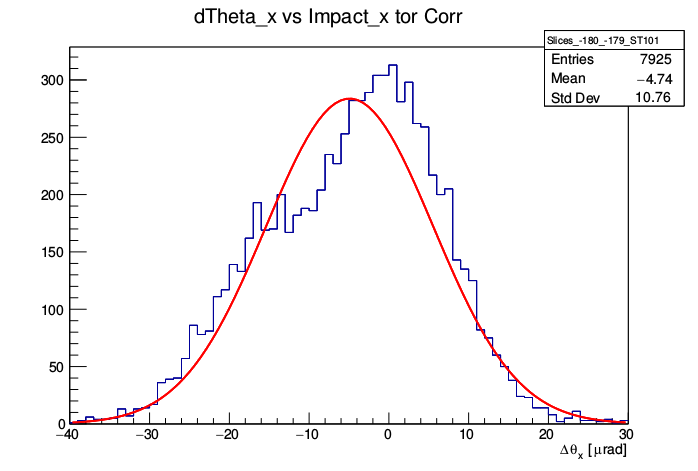 dTheta_x vs Impact_x tor Corr
Slices_-180_-179_ST101
Entries 7925
Mean −4.74
Std Dev 10.76
300
250
200
150
100
50
0
−40 −30 −20 −10 0 10 20 30
Δθx [μrad]